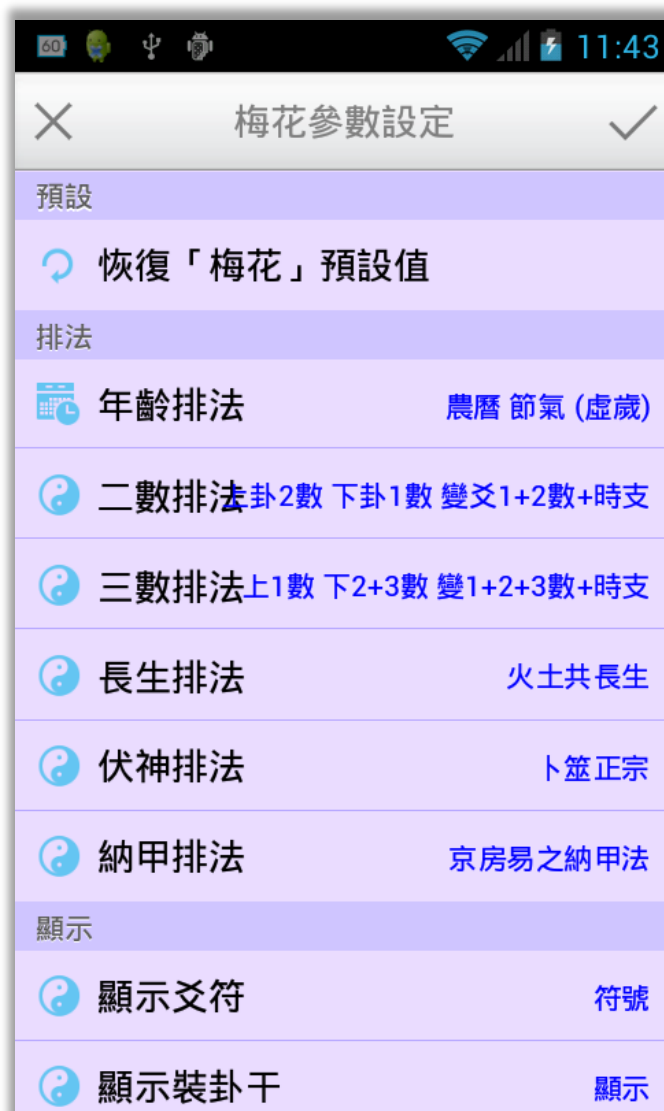 60 11:43
梅花參數設定
預設
恢復「梅花」預設值
排法
年齡排法 農曆 節氣 (虛歲)
二數排法 上卦2數 下卦1數 變爻1+2數+時支
三數排法 上1數 下2+3數 變1+2+3數+時支
長生排法 火土共長生
伏神排法 卜筮正宗
納甲排法 京房易之納甲法
顯示
顯示爻符 符號
顯示裝卦干 顯示